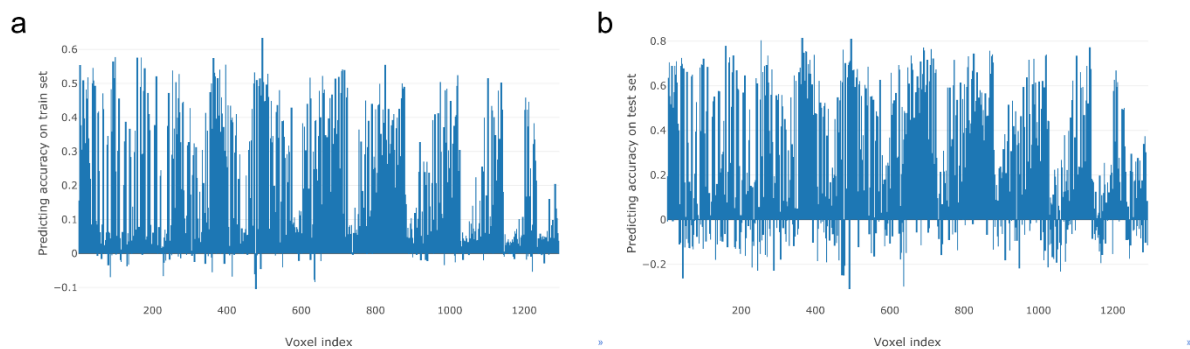 a
Predicting accuracy on train set
0.6
0.5
0.4
0.3
0.2
0.1
0
−0.1
200 400 600 800 1000 1200
Voxel index
»
b
Predicting accuracy on test set
0.8
0.6
0.4
0.2
0
−0.2
200 400 600 800 1000 1200
Voxel index
»